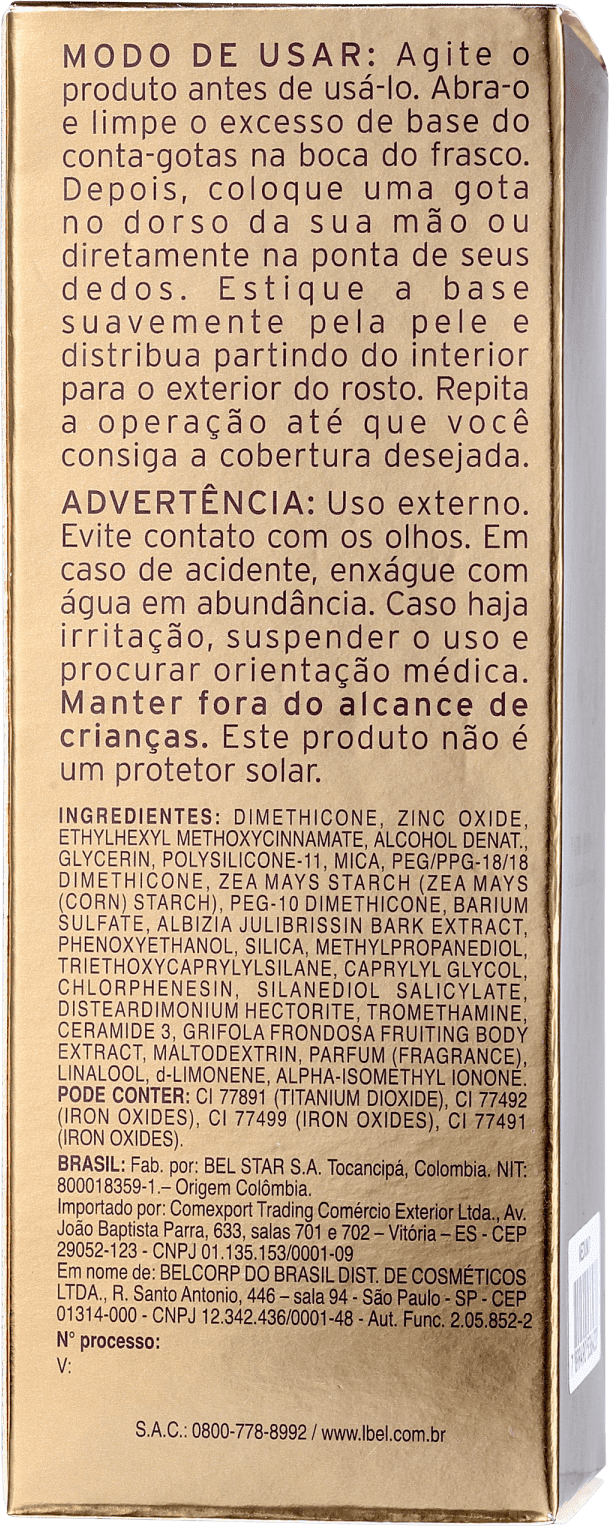 MODO DE USAR: Agite o
produto antes de usá-lo. Abra-o
e limpe o excesso de base do
conta-gotas na boca do frasco.
Depois, coloque uma gota
no dorso da sua mão ou
diretamente na ponta de seus
dedos. Estique a base
suavemente pela pele e
distribua partindo do interior
para o exterior do rosto. Repita
a operação até que você
consiga a cobertura desejada.
ADVERTÊNCIA: Uso externo.
Evite contato com os olhos. Em
caso de acidente, enxágue com
água em abundância. Caso haja
irritação, suspender o uso e
procurar orientação médica.
Manter fora do alcance de
crianças. Este produto não é
um protetor solar.
INGREDIENTES: DIMETHICONE, ZINC OXIDE,
ETHYLHEXYL METHOXYCINNAMATE, ALCOHOL DENAT.,
GLYCERIN, POLYSILICONE-11, MICA, PEG/PPG-18/18
DIMETHICONE, ZEA MAYS STARCH (ZEA MAYS
(CORN) STARCH), PEG-10 DIMETHICONE, BARIUM
SULFATE, ALBIZIA JULIBRISSIN BARK EXTRACT,
PHENOXYETHANOL, SILICA, METHYLPROPANEDIOL,
TRIETHOXYCAPRYLYLSILANE, CAPRYLYL GLYCOL,
CHLORPHENESIN, SILANEDIOL SALICYLATE,
DISTEARDIMONIUM HECTORITE, TROMETHAMINE,
CERAMIDE 3, GRIFOLA FRONDOSA FRUITING BODY
EXTRACT, MALTODEXTRIN, PARFUM (FRAGRANCE),
LINALOOL, d-LIMONENE, ALPHA-ISOMETHYL IONONE.
PODE CONTER: CI 77891 (TITANIUM DIOXIDE), CI 77492
(IRON OXIDES), CI 77499 (IRON OXIDES), CI 77491
(IRON OXIDES).
BRASIL: Fab. por: BEL STAR S.A. Tocancipá, Colombia. NIT:
800018359-1.– Origem Colômbia.
Importado por: Comexport Trading Comércio Exterior Ltda., Av.
João Baptista Parra, 633, salas 701 e 702 – Vitória – ES - CEP
29052-123 - CNPJ 01.135.153/0001-09
Em nome de: BELCORP DO BRASIL DIST. DE COSMÉTICOS
LTDA., R. Santo Antonio, 446 – sala 94 - São Paulo - SP - CEP
01314-000 - CNPJ 12.342.436/0001-48 - Aut. Func. 2.05.852-2
N° processo:
V:
S.A.C.: 0800-778-8992 / www.lbel.com.br